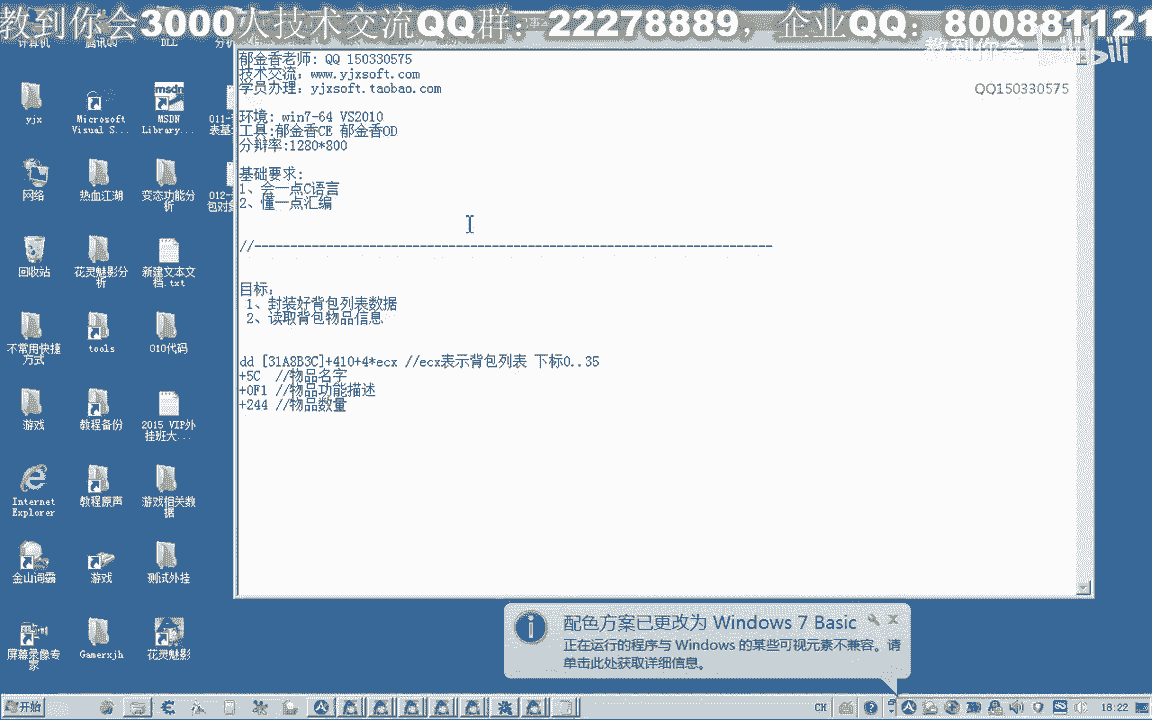 教到你会3000人技术交流QQ群：22278889，企业QQ：800881121
教到你会
bilibili
QQ150330575
郁金香老师: QQ 150330575
技术交流：www.yjxsoft.com
学员办理：yjxsoft.taobao.com
环境: win7-64 VS2010
工具:郁金香CE 郁金香OD
分辩率:1280*800
基础要求:
1、会一点C语言
2、懂一点汇编
//------------------------------------------------------------------------
目标：
1、封装好背包列表数据
2、读取背包物品信息
dd [31A8B3C]+410+4*ecx //ecx表示背包列表 下标0..35
+5C //物品名字
+0F1 //物品功能描述
+244 //物品数量
计算机
腾讯QQ
DLL
分析
yjx
Microsoft Visual S...
msdn
MSDN Library...
网络
热血江湖
变态功能分析
回收站
花灵魅影分析
新建文本文档.txt
不常用快捷方式
tools
010代码
游戏
教程备份
2015 VIP外挂班大...
Internet Explorer
教程原声
游戏相关数据
金山词霸
游戏
测试外挂
屏幕录像专家
Gamerxjh
花灵魅影
配色方案已更改为 Windows 7 Basic
正在运行的程序与 Windows 的某些可视元素不兼容。请
单击此处获取详细信息。
开始
CH
18:22